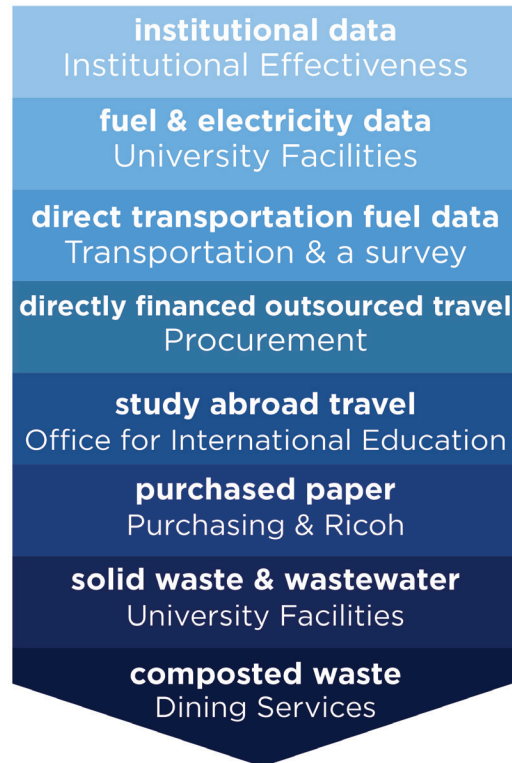 institutional data
Institutional Effectiveness
fuel & electricity data
University Facilities
direct transportation fuel data
Transportation & a survey
directly financed outsourced travel
Procurement
study abroad travel
Office for International Education
purchased paper
Purchasing & Ricoh
solid waste & wastewater
University Facilities
composted waste
Dining Services